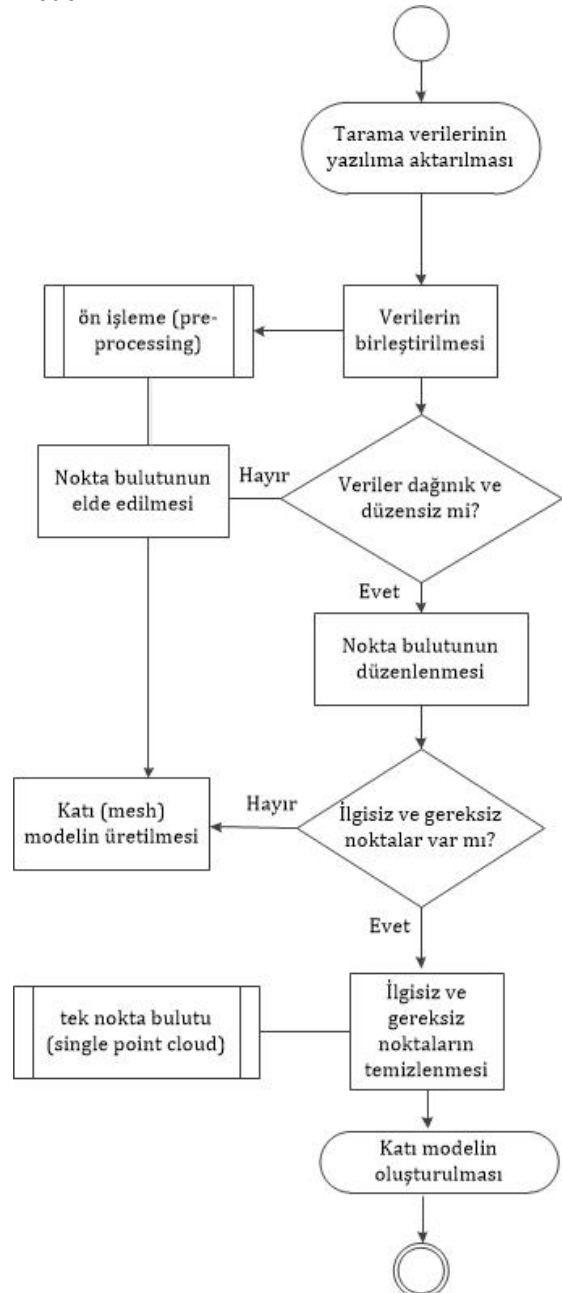 Tarama verilerinin
yazılıma aktarılması
ön işleme (pre-
processing)
Verilerin
birleştirilmesi
Nokta bulutunun
elde edilmesi
Hayır
Veriler dağınık ve
düzensiz mi?
Evet
Nokta bulutunun
düzenlenmesi
Katı (mesh)
modelin üretilmesi
Hayır
İlgisiz ve gereksiz
noktalar var mı?
Evet
tek nokta bulutu
(single point cloud)
İlgisiz ve
gereksiz
noktaların
temizlenmesi
Katı modelin
oluşturulması